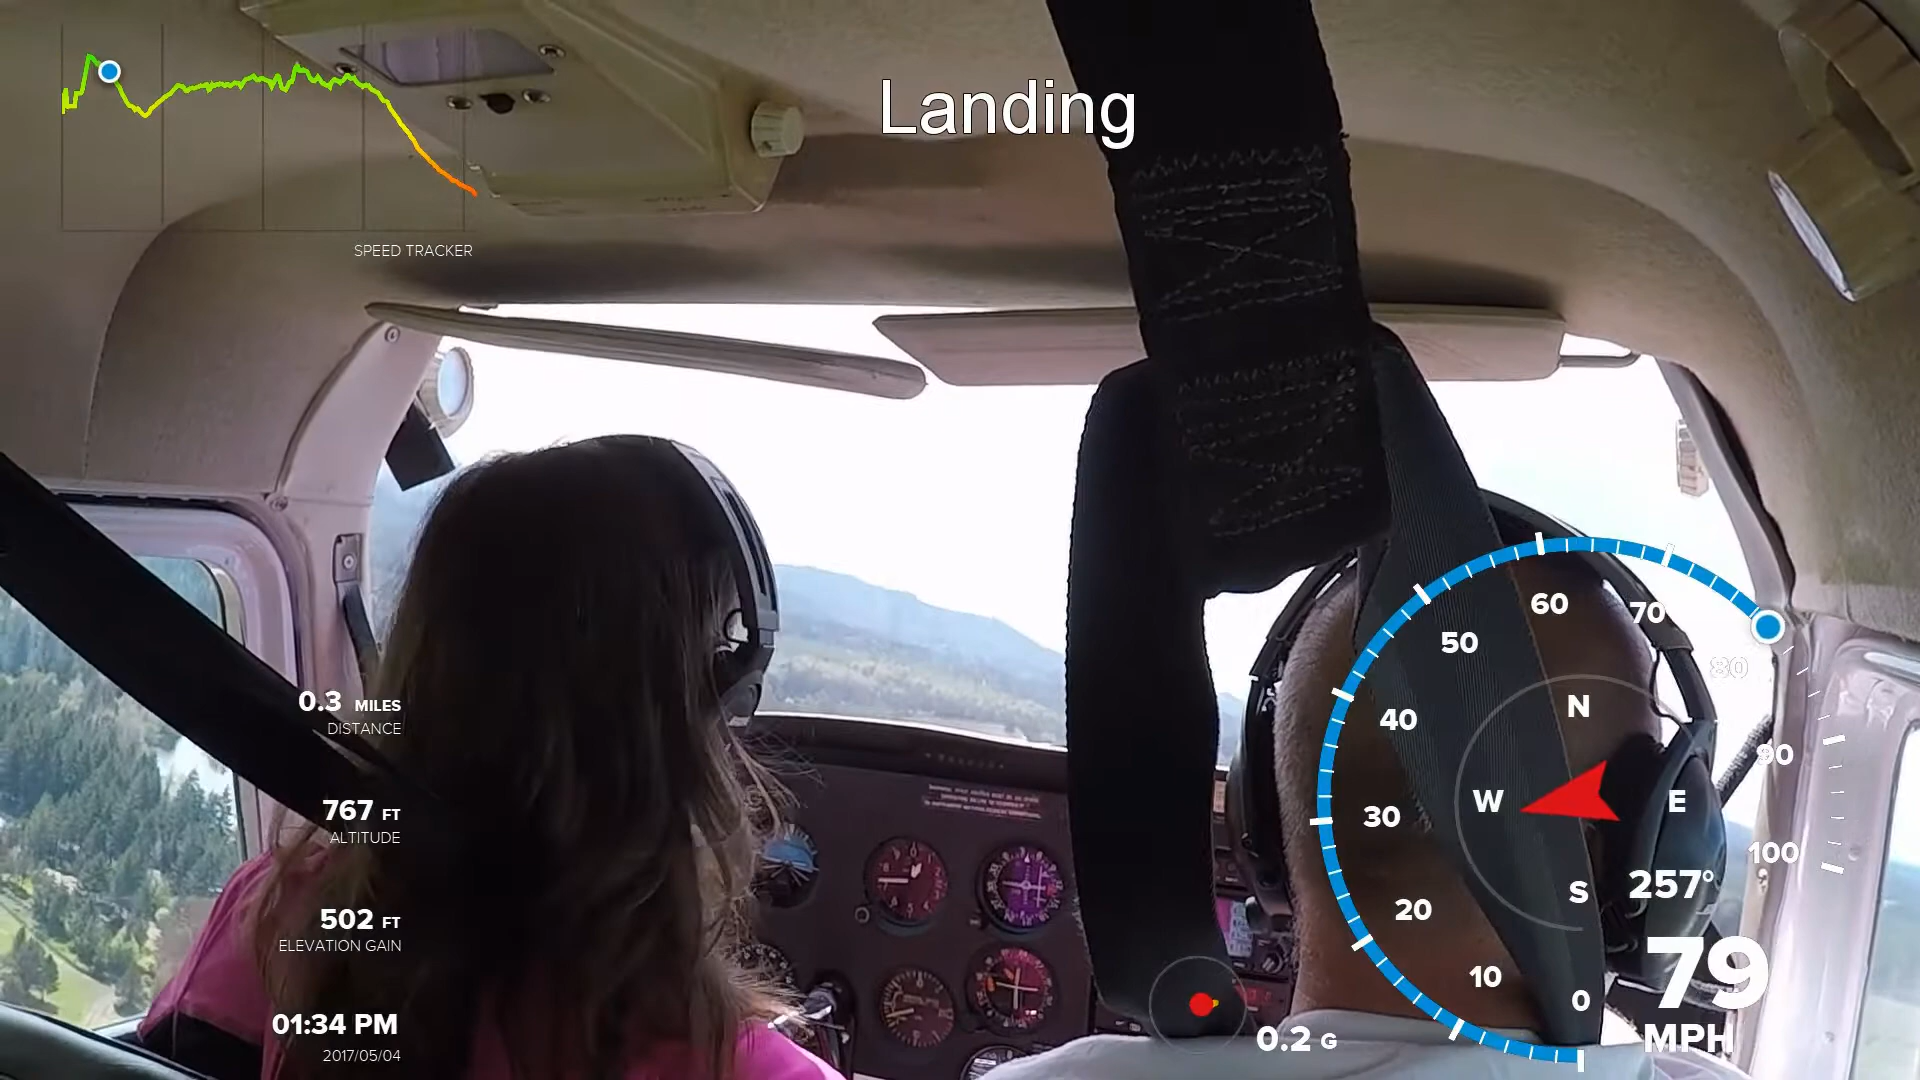 Landing
SPEED TRACKER
0.3 MILES
DISTANCE
767 FT
ALTITUDE
502 FT
ELEVATION GAIN
01:34 PM
2017/05/04
60
70
50
80
40
N
90
30
W
E
100
20
S
257°
10
0
79
MPH
0.2 G